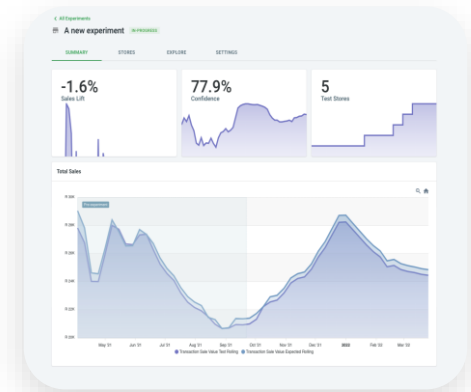 All Experiments
A new experiment IN-PROGRESS
SUMMARY STORES EXPLORE SETTINGS
-1.6%
Sales Lift
77.9%
Confidence
5
Test Stores
Total Sales
May '21 Jun '21 Jul '21 Aug '21 Sep '21 Oct '21 Nov '21 Dec '21 2022 Feb '22 Mar '22
Transaction Sale Value Test Rolling Transaction Sale Value Expected Rolling